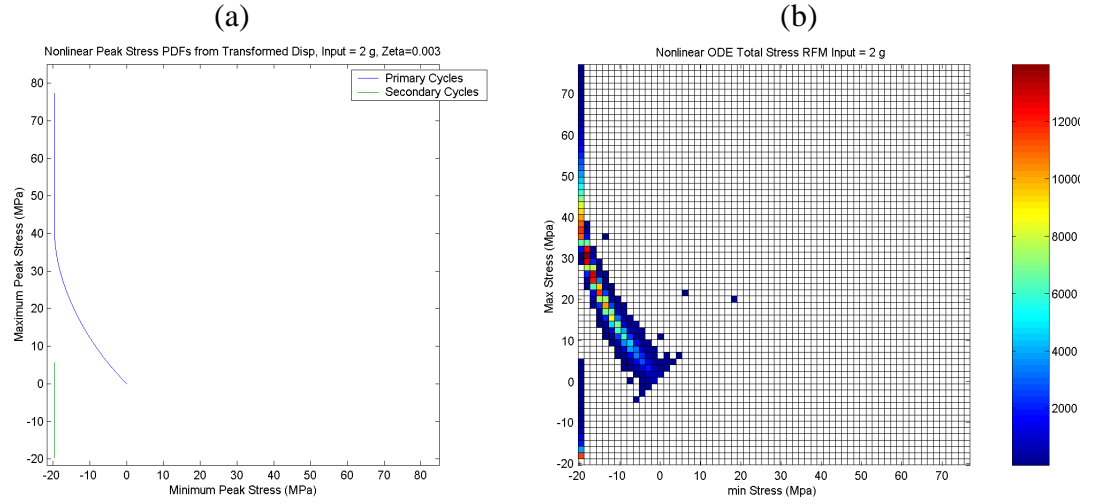 (a)
Nonlinear Peak Stress PDFs from Transformed Disp, Input = 2 g, Zeta=0.003
Primary Cycles
Secondary Cycles
80
70
60
50
40
30
20
10
0
-10
-20
Maximum Peak Stress (MPa)
-20 -10 0 10 20 30 40 50 60 70 80
Minimum Peak Stress (MPa)
(b)
Nonlinear ODE Total Stress RFM Input = 2 g
70
60
50
40
30
20
10
0
-10
-20
Max Stress (Mpa)
-20 -10 0 10 20 30 40 50 60 70
min Stress (Mpa)
12000
10000
8000
6000
4000
2000